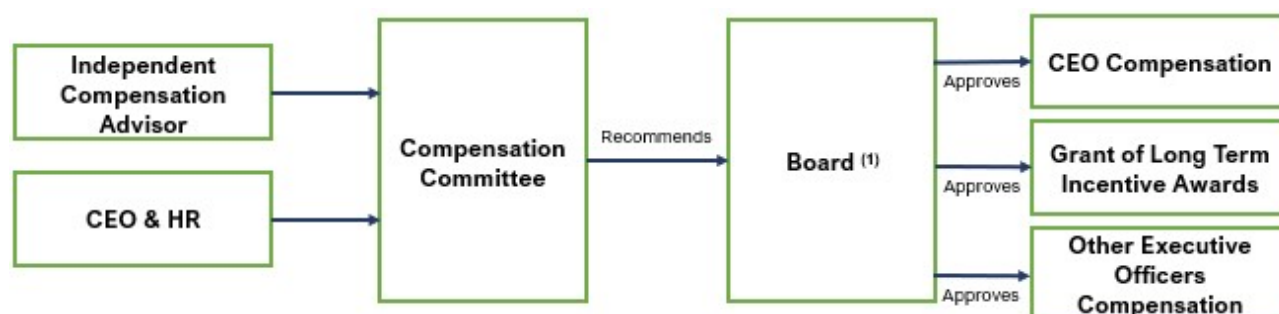 Independent
Compensation
Advisor
CEO & HR
Compensation
Committee
Recommends
Board (1)
Approves
CEO Compensation
Approves
Grant of Long Term
Incentive Awards
Approves
Other Executive
Officers
Compensation